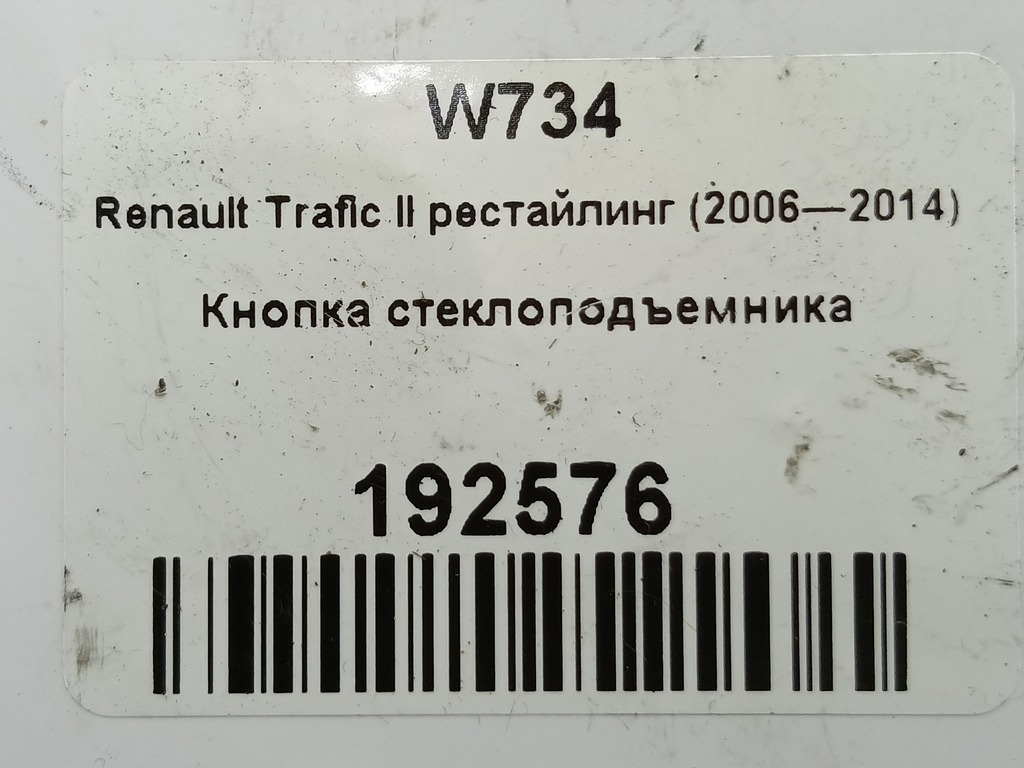 W734
Renault Trafic II рестайлинг (2006—2014)
Кнопка стеклоподъемника
192576